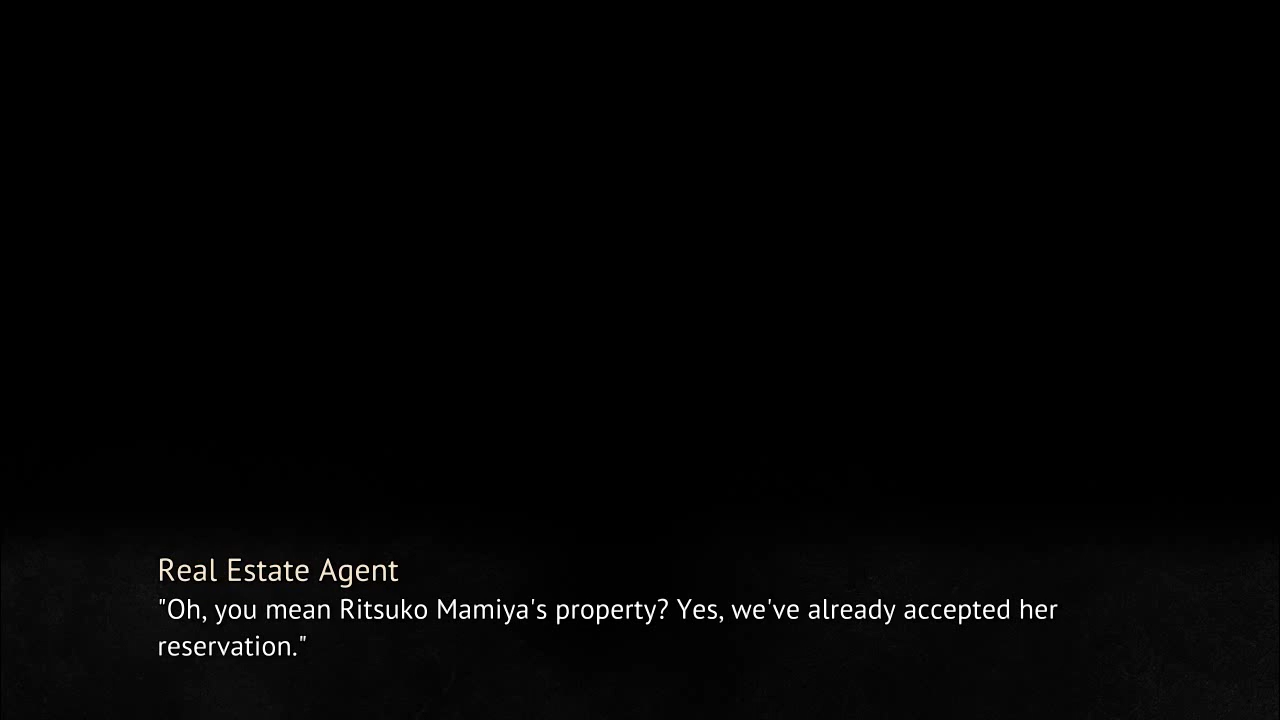 Real Estate Agent
"Oh, you mean Ritsuko Mamiya's property? Yes, we've already accepted her
reservation."